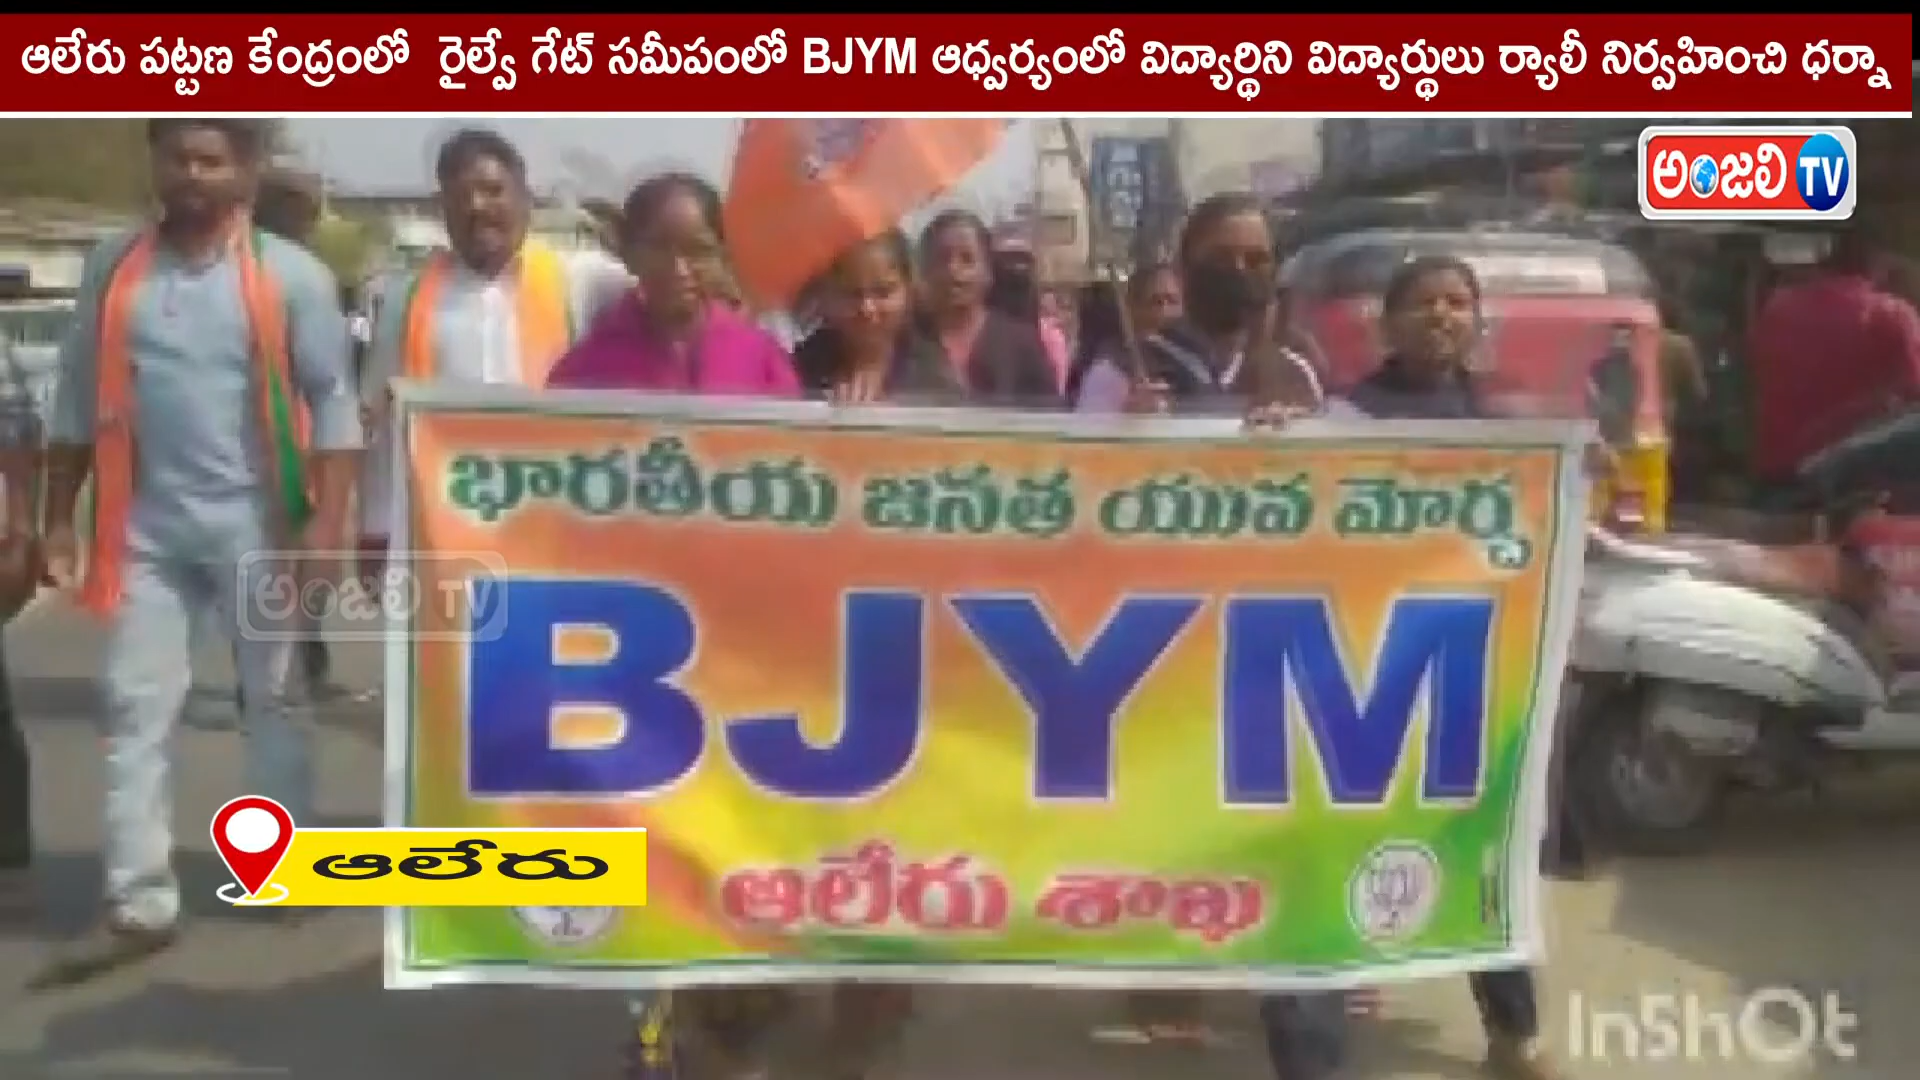 ఆలేరు పట్టణ కేంద్రంలో రైల్వే గేట్ సమీపంలో BJYM ఆధ్వర్యంలో విద్యార్థిని విద్యార్థులు ర్యాలీ నిర్వహించి ధర్నా
అంజలి TV
భారతీయ జనత యువ మోర్చ
అంజలి TV
BJYM
ఆలేరు
ఆలేరు శాఖ
InShOt